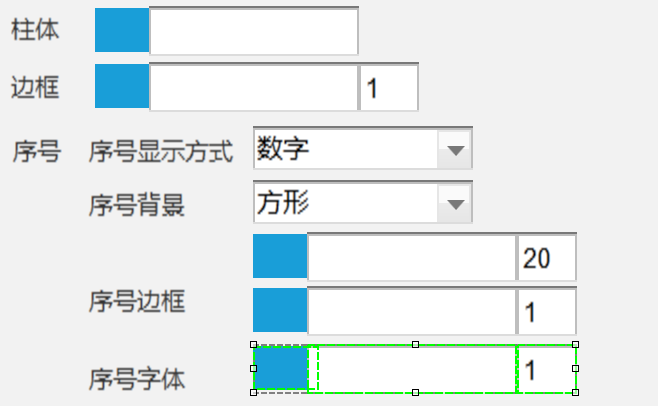 柱体
边框 1
序号 序号显示方式 数字
序号背景 方形
20
序号边框 1
序号字体 1